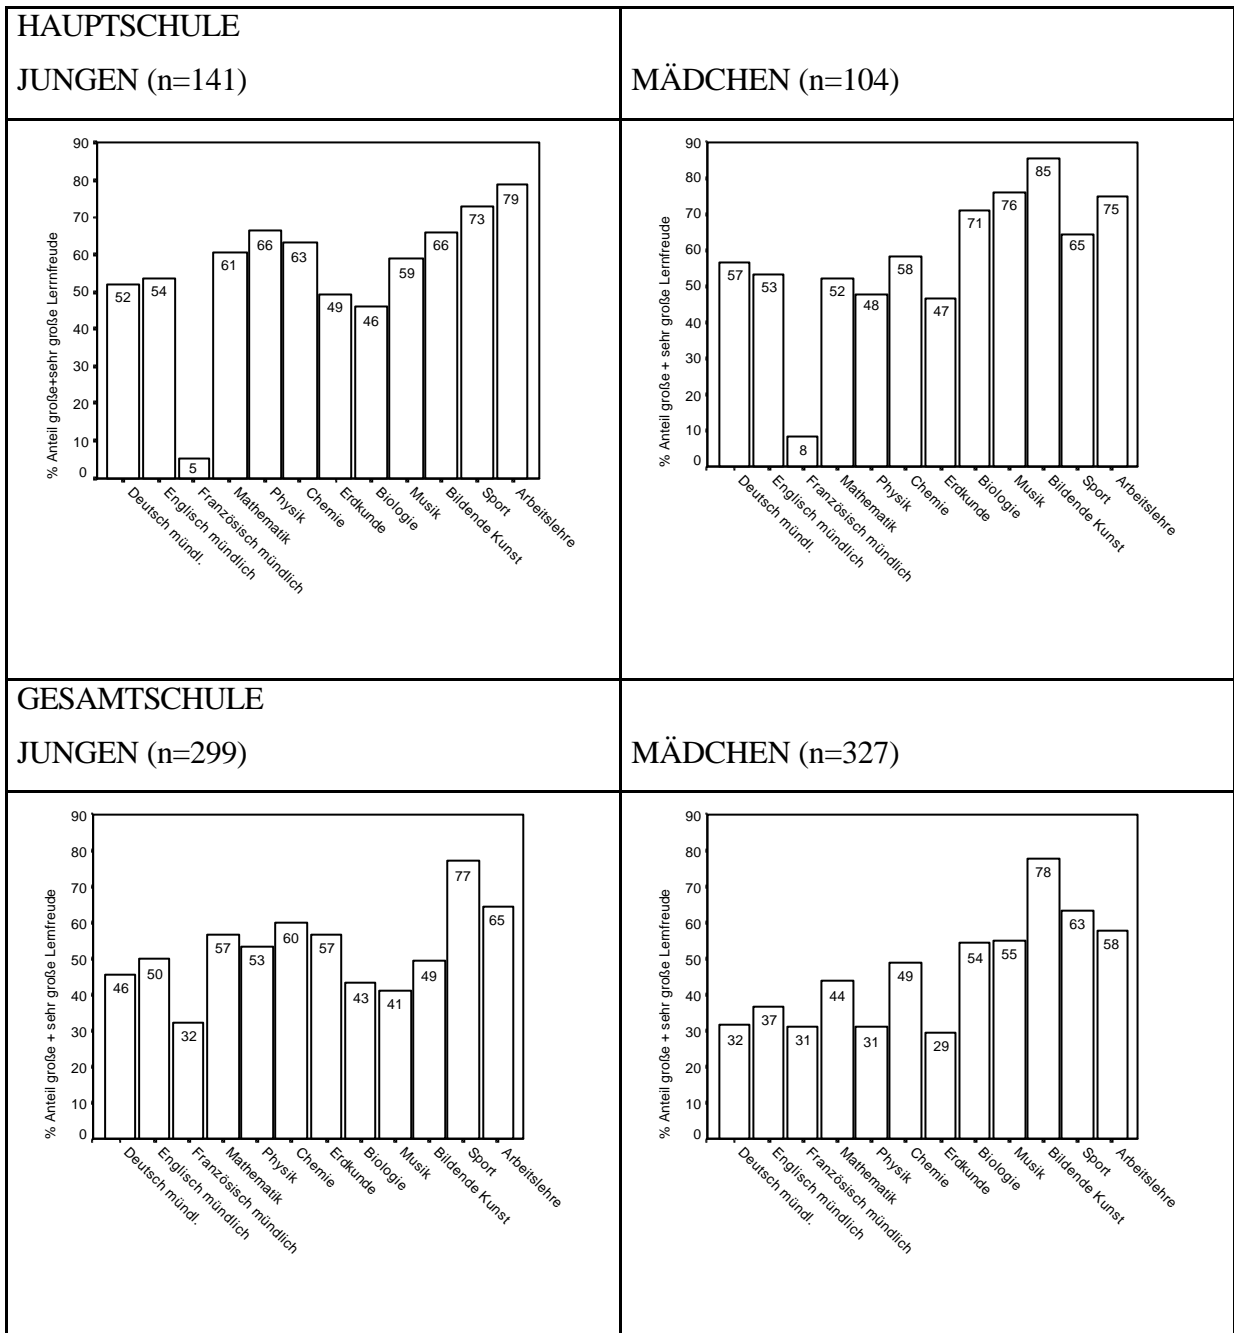 HAUPTSCHULE
JUNGEN (n=141)
MÄDCHEN (n=104)
% Anteil große+sehr große Lernfreude
90
80
70
60
50
40
30
20
10
0
52
54
5
61
66
63
49
46
59
66
73
79
Deutsch mündl.
Englisch mündlich
Französisch mündlich
Mathematik
Physik
Chemie
Erdkunde
Biologie
Musik
Bildende Kunst
Sport
Arbeitslehre
% Anteil große + sehr große Lernfreude
90
80
70
60
50
40
30
20
10
0
57
53
8
52
48
58
47
71
76
85
65
75
Deutsch mündl.
Englisch mündlich
Französisch mündlich
Mathematik
Physik
Chemie
Erdkunde
Biologie
Musik
Bildende Kunst
Sport
Arbeitslehre
GESAMTSCHULE
JUNGEN (n=299)
MÄDCHEN (n=327)
% Anteil große + sehr große Lernfreude
90
80
70
60
50
40
30
20
10
0
46
50
32
57
53
60
57
43
41
49
77
65
Deutsch mündl.
Englisch mündlich
Französisch mündlich
Mathematik
Physik
Chemie
Erdkunde
Biologie
Musik
Bildende Kunst
Sport
Arbeitslehre
% Anteil große + sehr große Lernfreude
90
80
70
60
50
40
30
20
10
0
32
37
31
44
31
49
29
54
55
78
63
58
Deutsch mündl.
Englisch mündlich
Französisch mündlich
Mathematik
Physik
Chemie
Erdkunde
Biologie
Musik
Bildende Kunst
Sport
Arbeitslehre